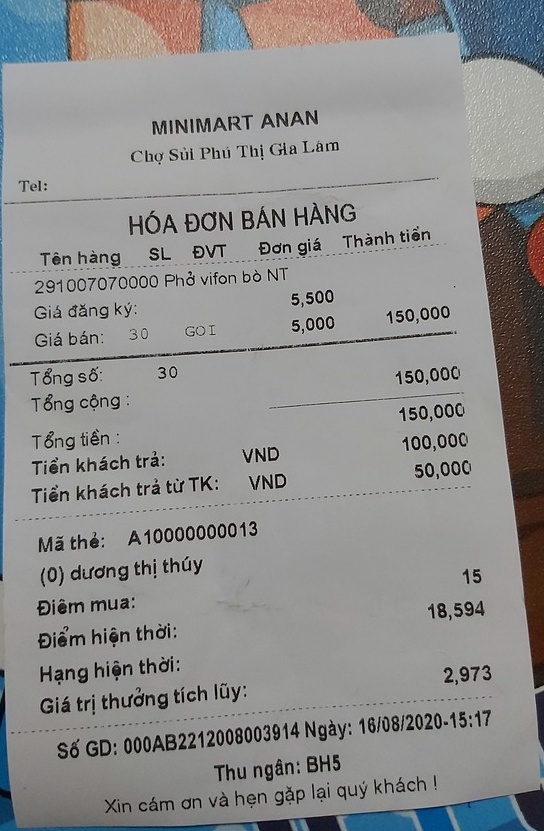 MINIMART ANAN
Chợ Sủi Phú Thị Gia Lâm
Tel:
HÓA ĐƠN BÁN HÀNG
Tên hàng SL ĐVT Đơn giá Thành tiền
291007070000 Phở vifon bò NT
Giá đăng ký: 5,500
Giá bán: 30 GOI 5,000 150,000
Tổng số: 30
Tổng cộng : 150,000
Tổng tiền : 150,000
Tiền khách trả: VND 100,000
Tiền khách trả từ TK: VND 50,000
Mã thẻ: A10000000013
(0) dương thị thúy
Điểm mua: 15
Điểm hiện thời: 18,594
Hạng hiện thời:
Giá trị thưởng tích lũy: 2,973
Số GD: 000AB2212008003914 Ngày: 16/08/2020-15:17
Thu ngân: BH5
Xin cám ơn và hẹn gặp lại quý khách !